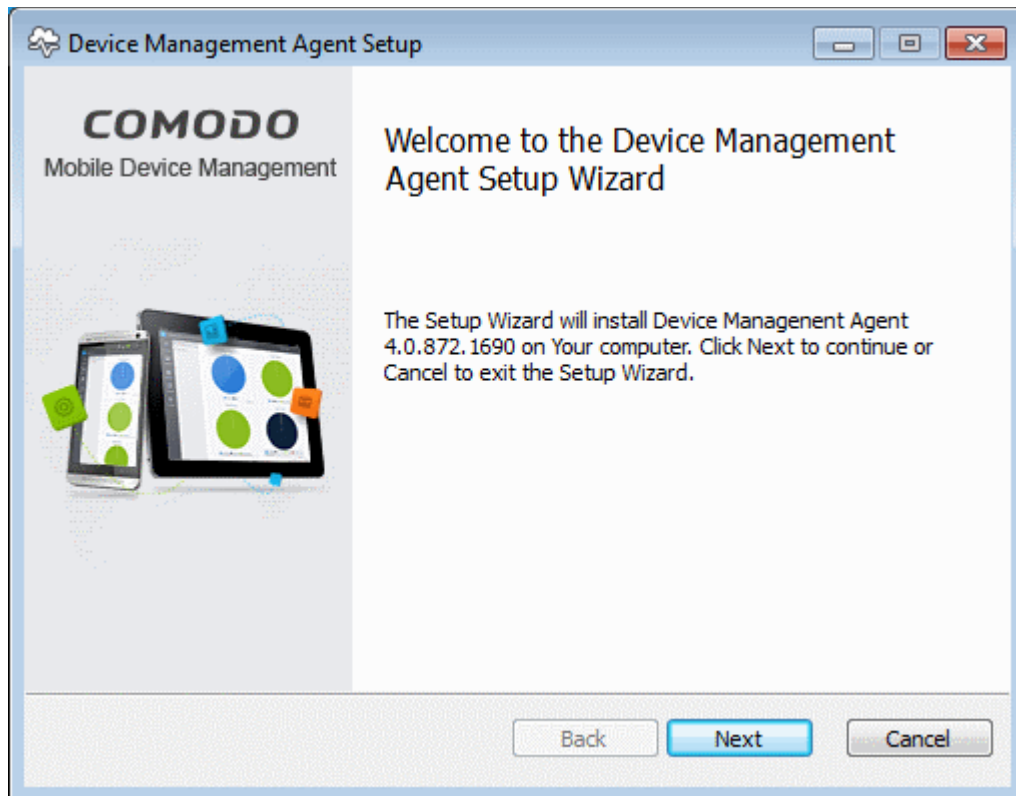 Device Management Agent Setup
COMODO
Mobile Device Management
Welcome to the Device Management
Agent Setup Wizard
The Setup Wizard will install Device Managenent Agent
4.0.872.1690 on Your computer. Click Next to continue or
Cancel to exit the Setup Wizard.
Back
Next
Cancel